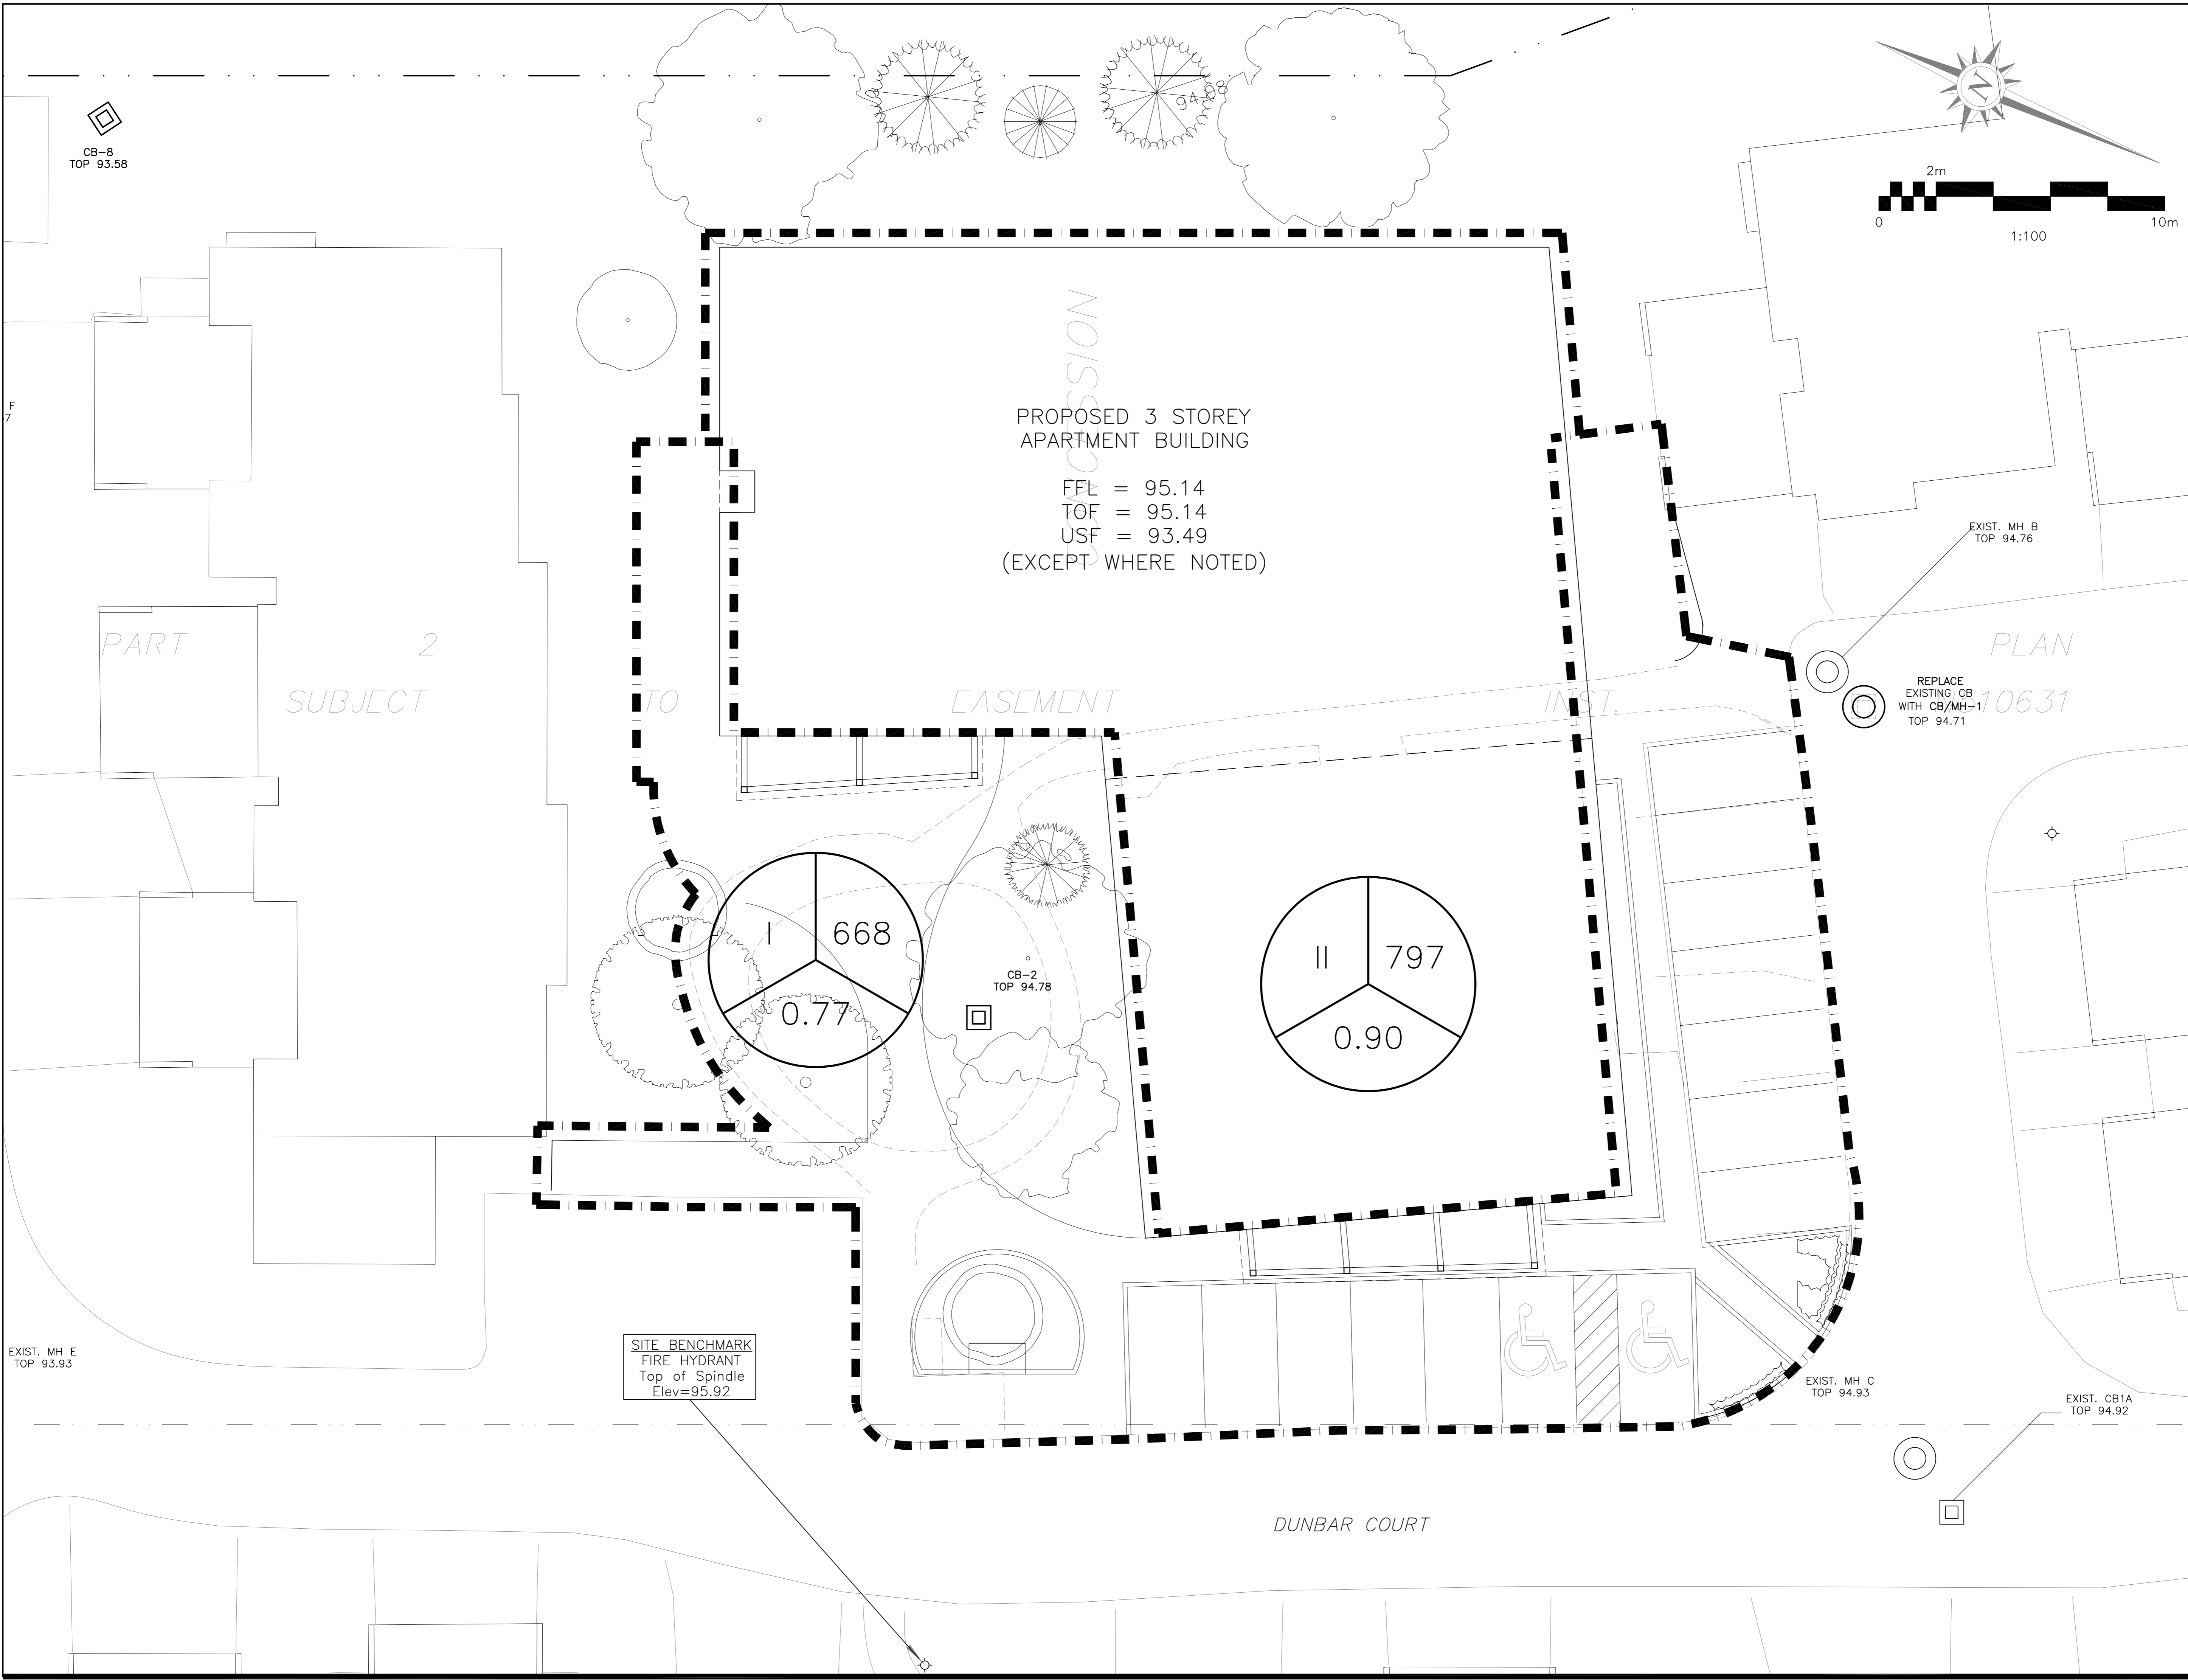 94.08
N
CB-8
TOP 93.58
2m
0
10m
1:100
CONCESSION
PROPOSED 3 STOREY
APARTMENT BUILDING
FFL = 95.14
TOF = 95.14
USF = 93.49
(EXCEPT WHERE NOTED)
F
7
EXIST. MH B
TOP 94.76
PART 2
PLAN
REPLACE
EXISTING CB
WITH CB/MH-1
TOP 94.71
SUBJECT TO EASEMENT INST.
I
668
0.77
CB-2
TOP 94.78
II
797
0.90
SITE BENCHMARK
FIRE HYDRANT
Top of Spindle
Elev=95.92
EXIST. MH E
TOP 93.93
EXIST. MH C
TOP 94.93
EXIST. CB1A
TOP 94.92
DUNBAR COURT